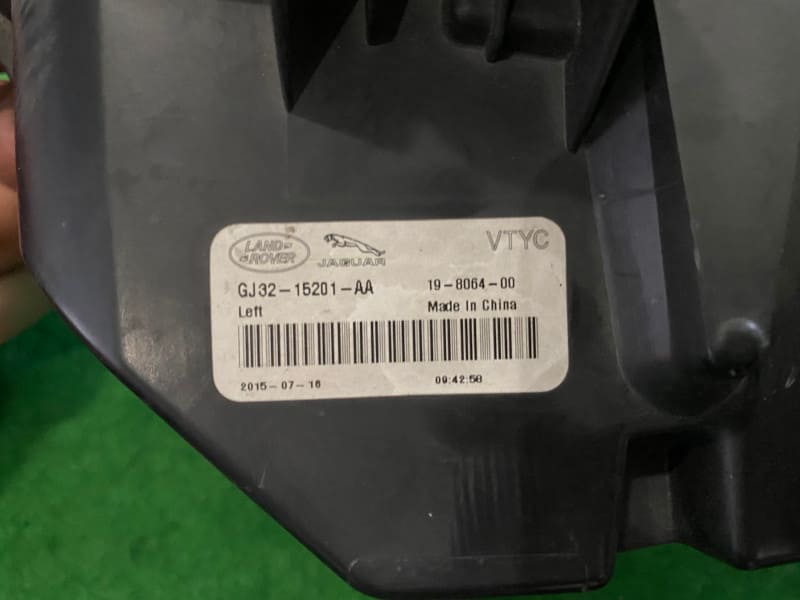 LAND ROVER JAGUAR VTYC
GJ32-15201-AA 19-8064-00
Left Made In China
2015-07-16 09:42:58